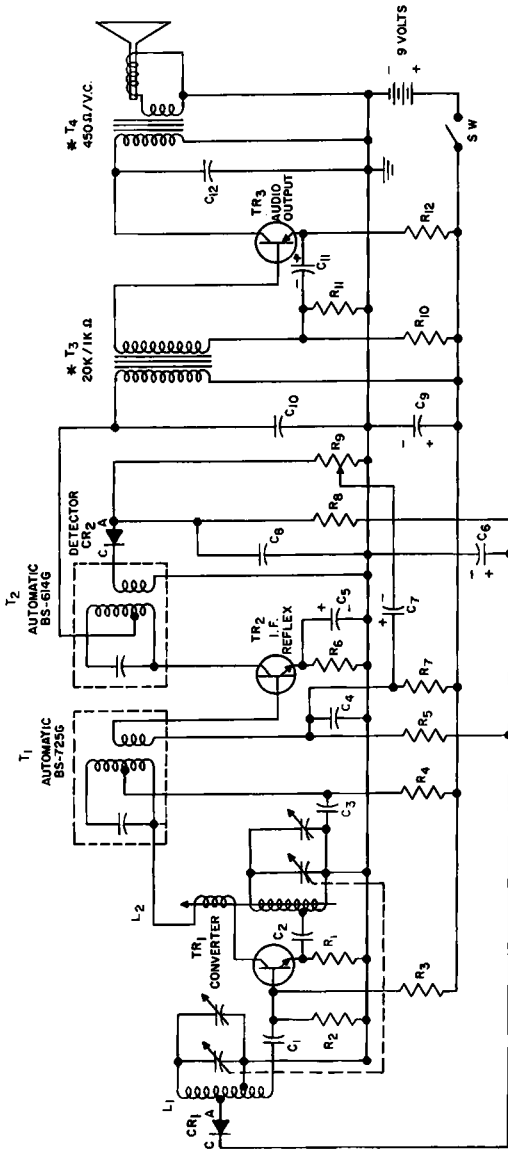 * T4
450Ω/V.C.
9 VOLTS
-
+
SW
C12
TR3
AUDIO
OUTPUT
R12
C11
-
+
R11
R10
* T3
20K/1KΩ
C10
C9
-
+
R9
R8
C8
C6
-
+
DETECTOR
CR2
A
C
T2
AUTOMATIC
BS-614G
TR2
I.F.
REFLEX
C5
+
-
R6
C7
+
-
C4
R7
R5
T1
AUTOMATIC
BS-725G
R4
C3
L2
TR1
CONVERTER
C2
R1
R3
C1
R2
L1
CR1
A
C